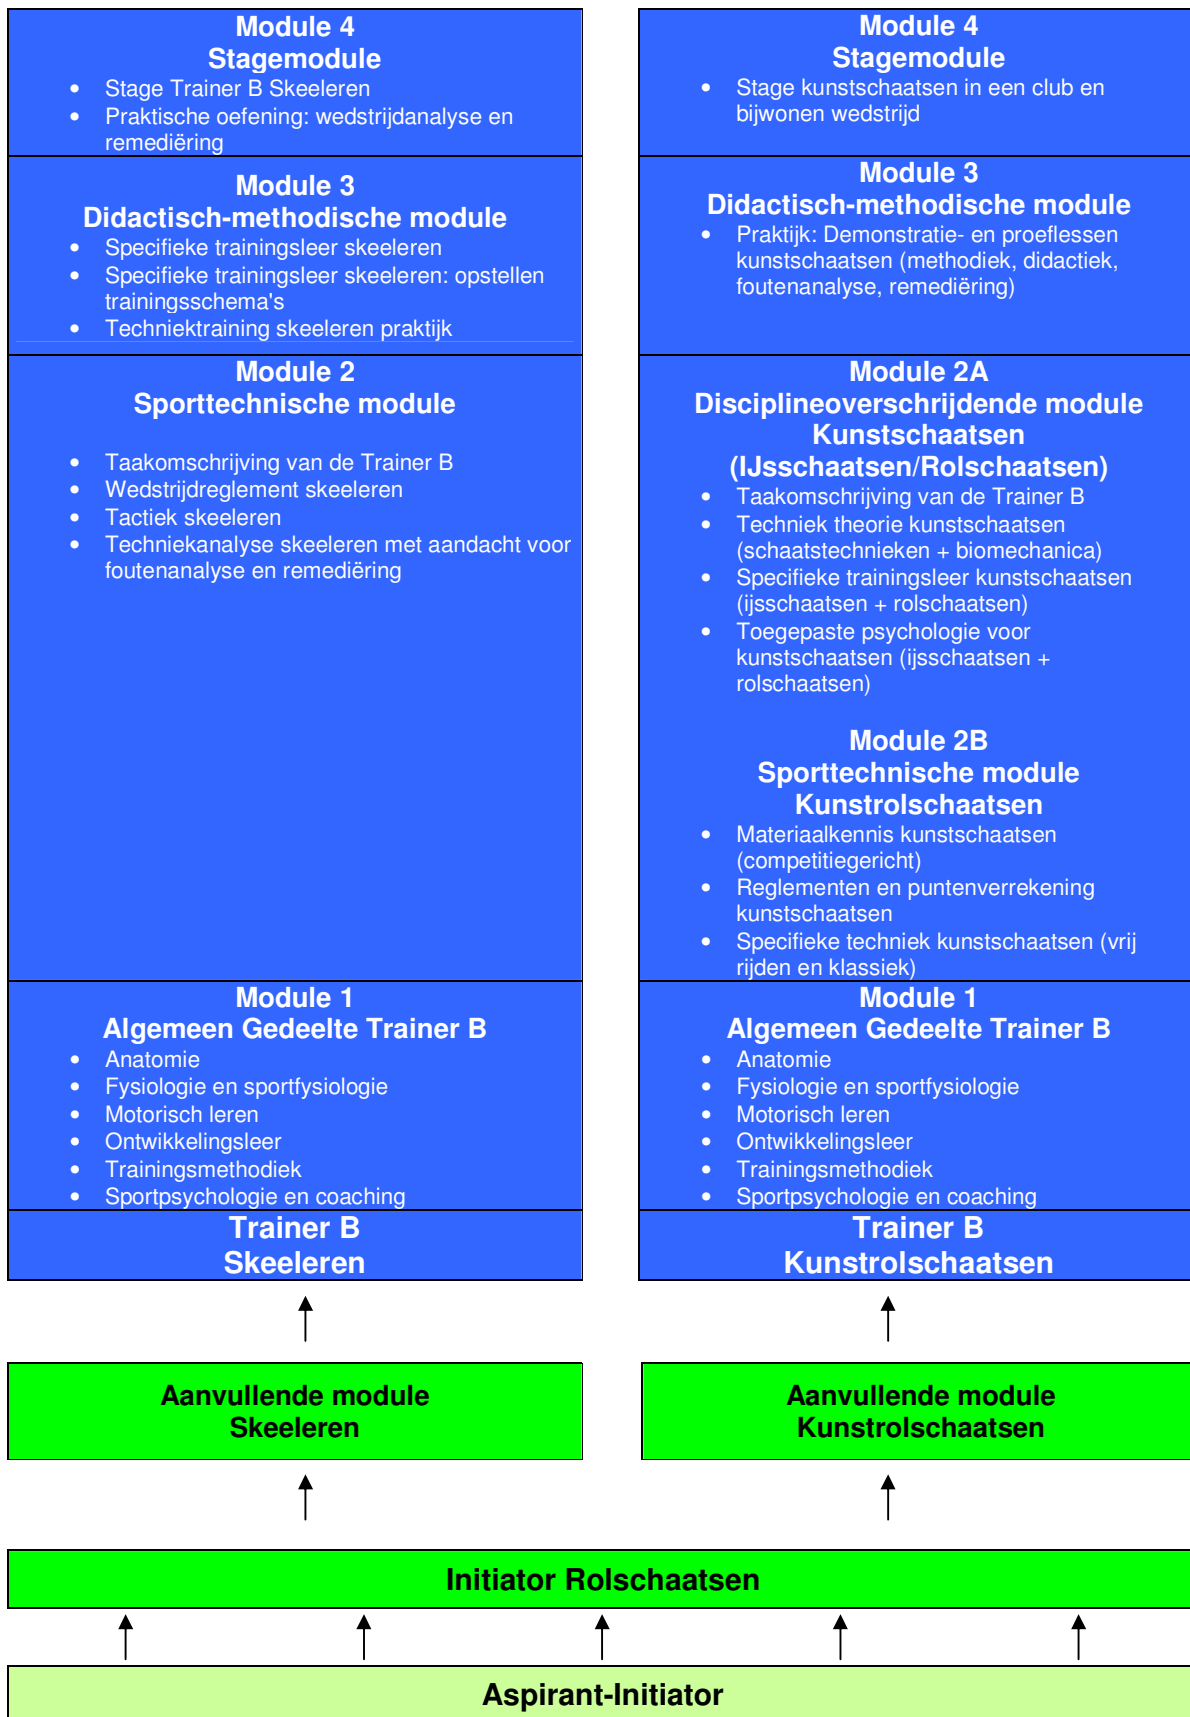 Module 4
Stagemodule
• Stage Trainer B Skeeleren
• Praktische oefening: wedstrijdanalyse en
remediëring
Module 3
Didactisch-methodische module
• Specifieke trainingsleer skeeleren
• Specifieke trainingsleer skeeleren: opstellen
trainingsschema's
• Techniektraining skeeleren praktijk
Module 2
Sporttechnische module
• Taakomschrijving van de Trainer B
• Wedstrijdreglement skeeleren
• Tactiek skeeleren
• Techniekanalyse skeeleren met aandacht voor
foutenanalyse en remediëring
Module 1
Algemeen Gedeelte Trainer B
• Anatomie
• Fysiologie en sportfysiologie
• Motorisch leren
• Ontwikkelingsleer
• Trainingsmethodiek
• Sportpsychologie en coaching
Trainer B
Skeeleren
Module 4
Stagemodule
• Stage kunstschaatsen in een club en
bijwonen wedstrijd
Module 3
Didactisch-methodische module
• Praktijk: Demonstratie- en proeflessen
kunstschaatsen (methodiek, didactiek,
foutenanalyse, remediëring)
Module 2A
Disciplineoverschrijdende module
Kunstschaatsen
(IJsschaatsen/Rolschaatsen)
• Taakomschrijving van de Trainer B
• Techniek theorie kunstschaatsen
(schaatstechnieken + biomechanica)
• Specifieke trainingsleer kunstschaatsen
(ijsschaatsen + rolschaatsen)
• Toegepaste psychologie voor
kunstschaatsen (ijsschaatsen +
rolschaatsen)
Module 2B
Sporttechnische module
Kunstrolschaatsen
• Materiaalkennis kunstschaatsen
(competitiegericht)
• Reglementen en puntenverrekening
kunstschaatsen
• Specifieke techniek kunstschaatsen (vrij
rijden en klassiek)
Module 1
Algemeen Gedeelte Trainer B
• Anatomie
• Fysiologie en sportfysiologie
• Motorisch leren
• Ontwikkelingsleer
• Trainingsmethodiek
• Sportpsychologie en coaching
Trainer B
Kunstrolschaatsen
Aanvullende module
Skeeleren
Aanvullende module
Kunstrolschaatsen
Initiator Rolschaatsen
Aspirant-Initiator